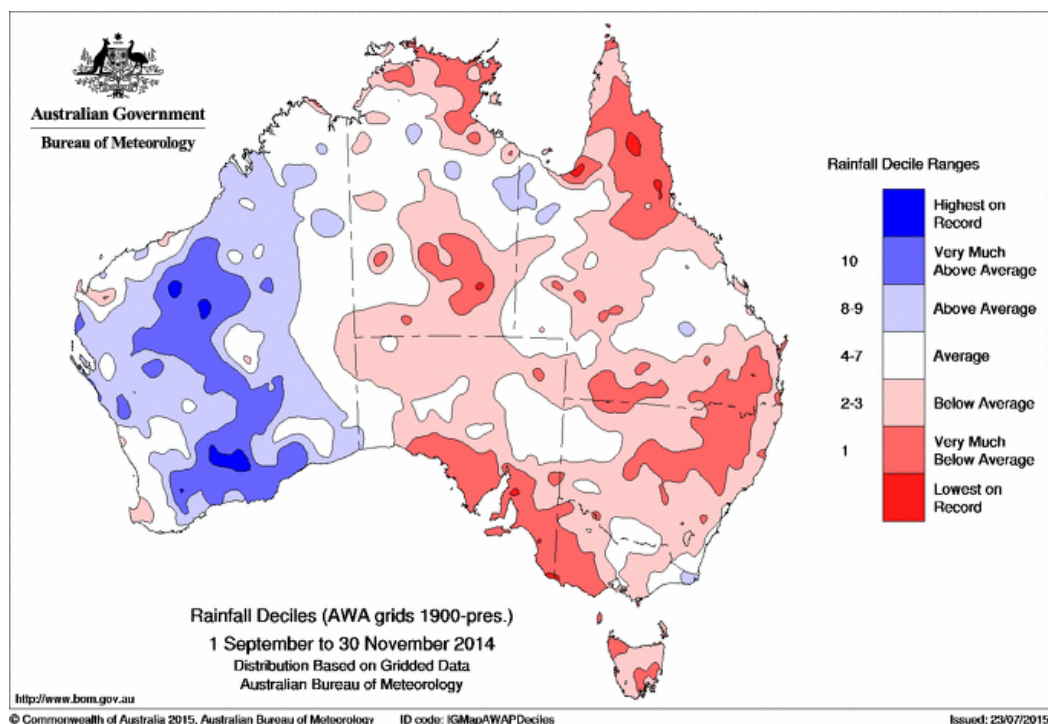 Australian Government
Bureau of Meteorology
Rainfall Decile Ranges
Highest on
Record
10
Very Much
Above Average
8-9
Above Average
4-7
Average
2-3
Below Average
1
Very Much
Below Average
Lowest on
Record
Rainfall Deciles (AWA grids 1900-pres.)
1 September to 30 November 2014
Distribution Based on Gridded Data
Australian Bureau of Meteorology
http://www.bom.gov.au
© Commonwealth of Australia 2015, Australian Bureau of Meteorology ID code: IGMapAWAPDeciles Issued: 23/07/2015